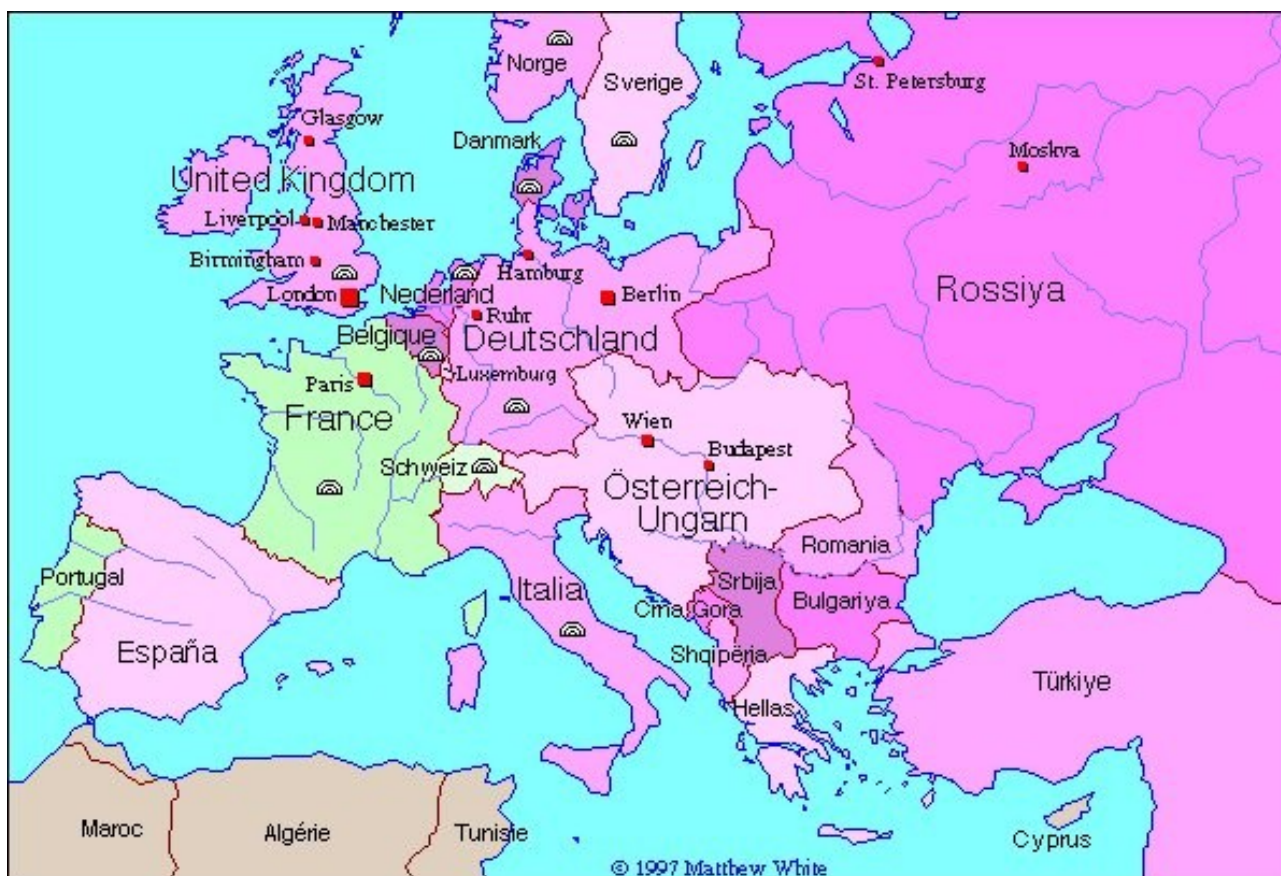 Norge
Sverige
St. Petersburg
Glasgow
Danmark
Moskva
United Kingdom
Liverpool
Manchester
Birmingham
Hamburg
London
Nederland
Berlin
Rossiya
Ruhr
Belgique
Deutschland
Luxemburg
Paris
France
Wien
Budapest
Schweiz
Österreich-
Ungarn
Romania
Portugal
Italia
Srbija
Crna Gora
Bulgariya
España
Shqipëria
Türkiye
Hellas
Maroc
Algérie
Tunisie
Cyprus
© 1997 Matthew White